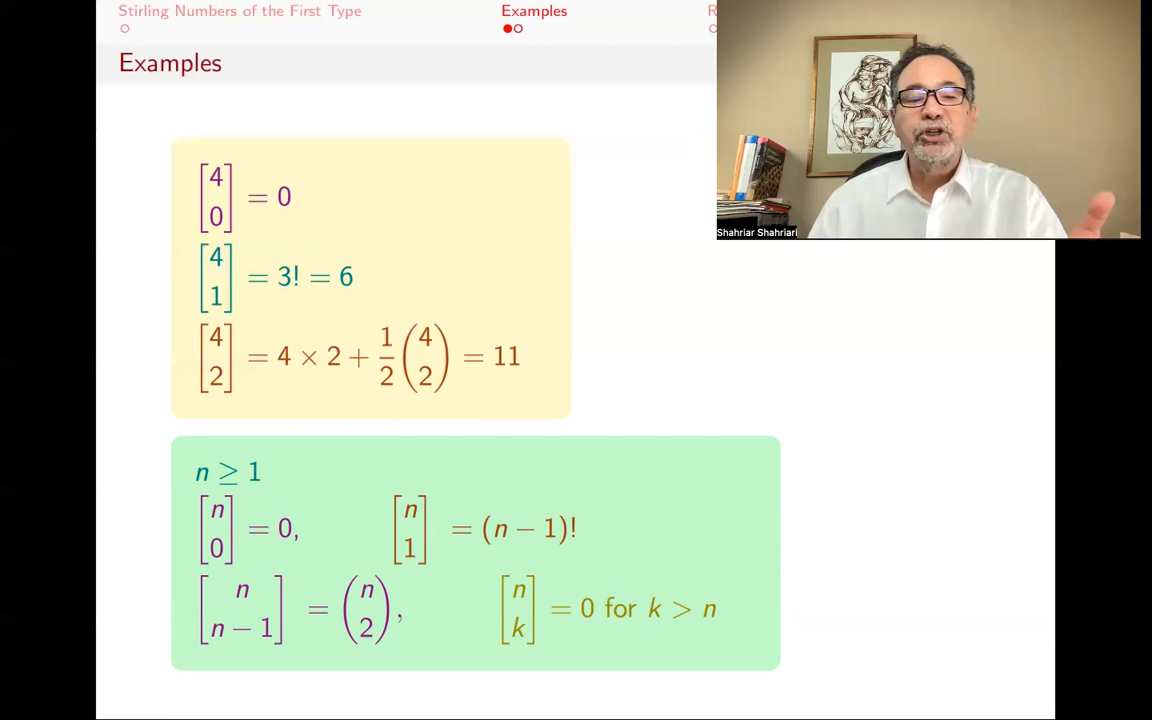 Stirling Numbers of the First Type
Examples
R
Examples
[4 0] = 0
[4 1] = 3! = 6
[4 2] = 4 × 2 + 1/2 (4 2) = 11
n ≥ 1
[n 0] = 0, [n 1] = (n − 1)!
[n n − 1] = (n 2), [n k] = 0 for k > n
Shahriar Shahriari